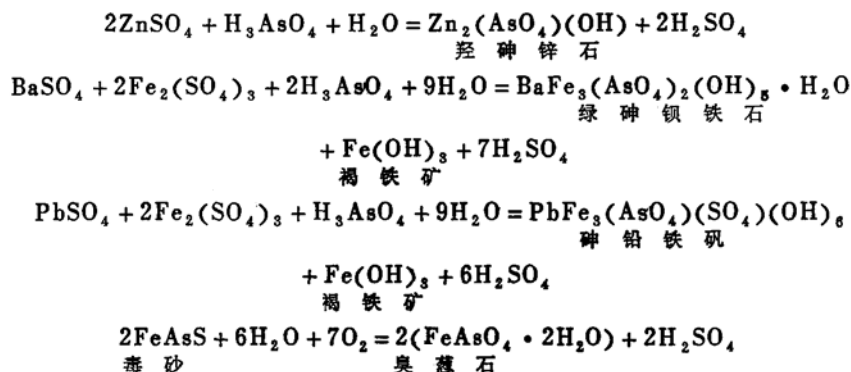 2ZnSO₄ + H₃AsO₄ + H₂O = Zn₂(AsO₄)(OH) + 2H₂SO₄
羟砷锌石
BaSO₄ + 2Fe₂(SO₄)₃ + 2H₃AsO₄ + 9H₂O = BaFe₃(AsO₄)₂(OH)₅ • H₂O
绿砷钡铁石
+ Fe(OH)₃ + 7H₂SO₄
褐铁矿
PbSO₄ + 2Fe₂(SO₄)₃ + H₃AsO₄ + 9H₂O = PbFe₃(AsO₄)(SO₄)(OH)₆
砷铅铁矾
+ Fe(OH)₃ + 6H₂SO₄
褐铁矿
2FeAsS + 6H₂O + 7O₂ = 2(FeAsO₄ • 2H₂O) + 2H₂SO₄
毒砂 臭葱石